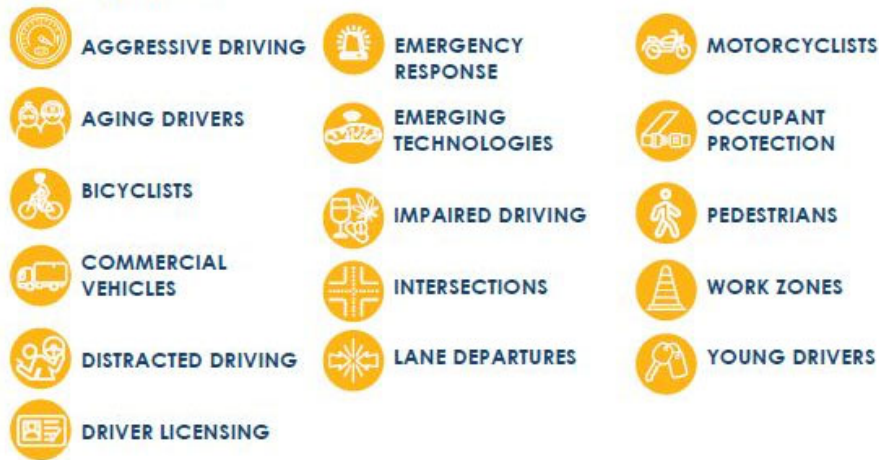 AGGRESSIVE DRIVING
AGING DRIVERS
BICYCLISTS
COMMERCIAL
VEHICLES
DISTRACTED DRIVING
DRIVER LICENSING
EMERGENCY
RESPONSE
EMERGING
TECHNOLOGIES
IMPAIRED DRIVING
INTERSECTIONS
LANE DEPARTURES
MOTORCYCLISTS
OCCUPANT
PROTECTION
PEDESTRIANS
WORK ZONES
YOUNG DRIVERS